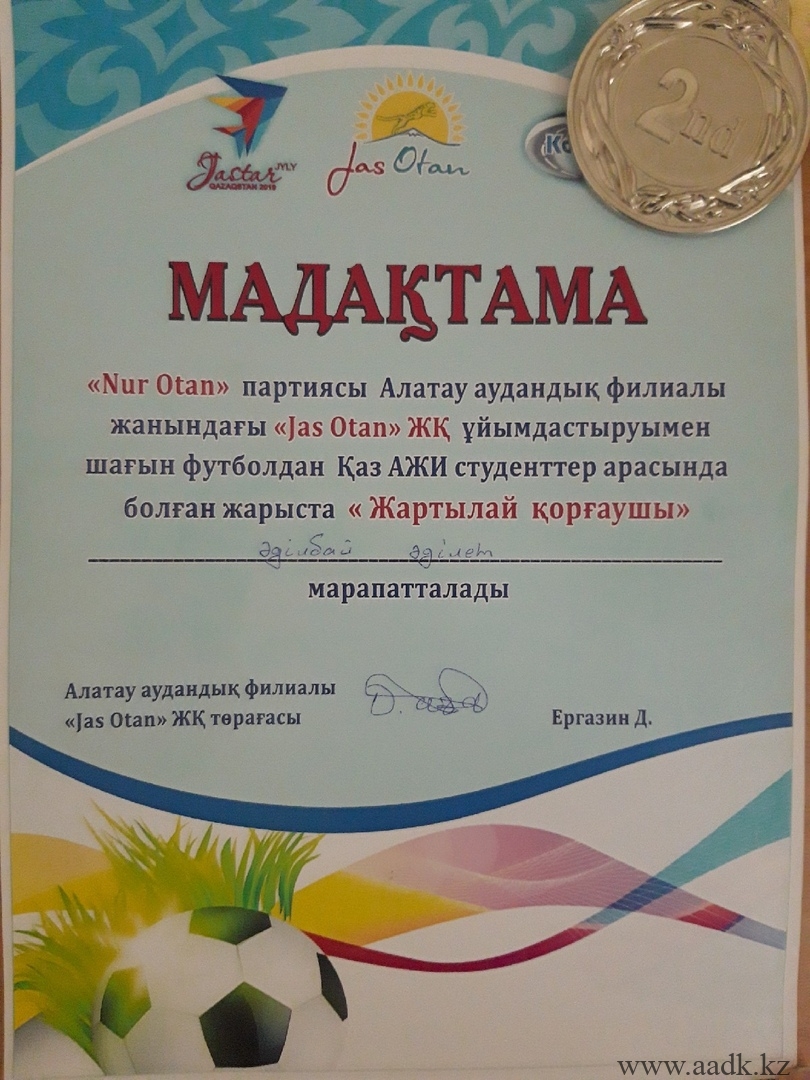 2nd
Jastar JYLY
QAZAQSTAN 2019
Jas Otan
МАДАҚТАМА
«Nur Otan» партиясы Алатау аудандық филиалы
жанындағы «Jas Otan» ЖҚ ұйымдастыруымен
шағын футболдан Қаз АЖИ студенттер арасында
болған жарыста « Жартылай қорғаушы»
Әділбай Әділет
марапатталады
Алатау аудандық филиалы
«Jas Otan» ЖҚ төрағасы
Ергазин Д.
www.aadk.kz